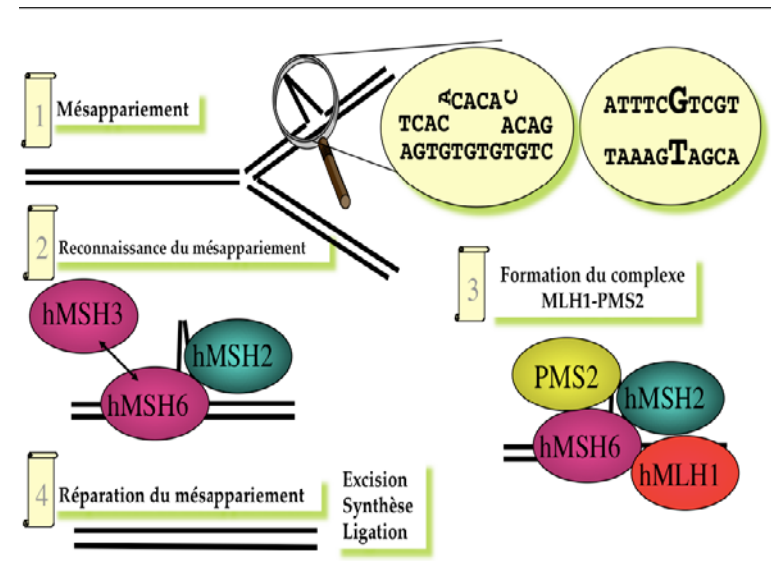 1
Mésappariement
ACACAC
TCAC ACAG
AGTGTGTGTGTC
ATTTCGTCGT
TAAAGTAGCA
2
Reconnaissance du mésappariement
hMSH3
hMSH2
hMSH6
3
Formation du complexe
MLH1-PMS2
PMS2
hMSH2
hMSH6
hMLH1
4
Réparation du mésappariement
Excision
Synthèse
Ligation